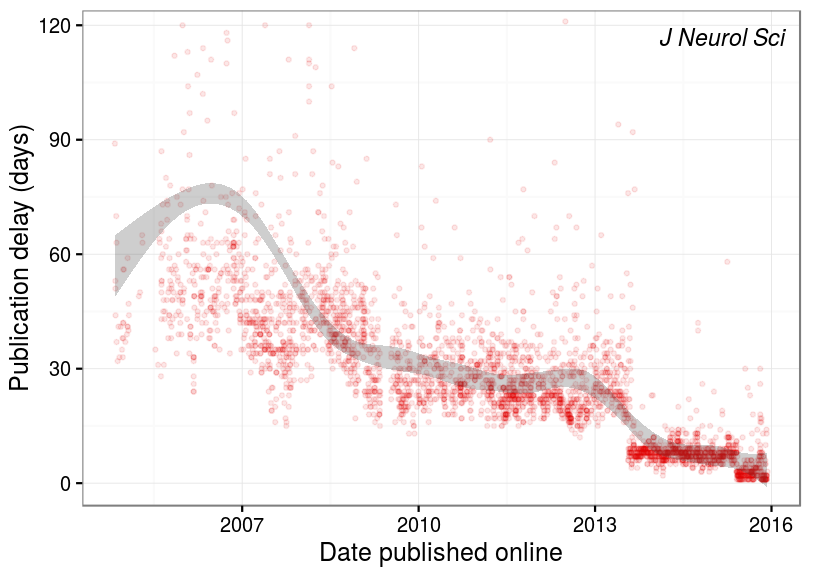 J Neurol Sci
Publication delay (days)
120
90
60
30
0
2007 2010 2013 2016
Date published online